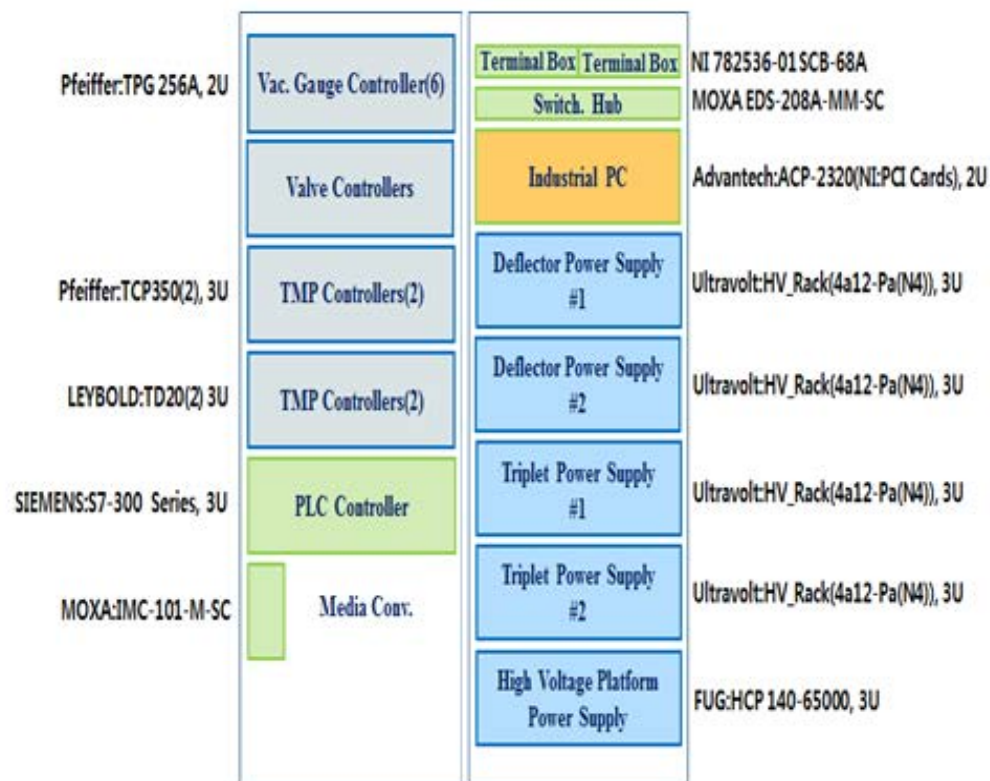 Pfeiffer:TPG 256A, 2U
Vac. Gauge Controller(6)
Valve Controllers
Pfeiffer:TCP350(2), 3U
TMP Controllers(2)
LEYBOLD:TD20(2) 3U
TMP Controllers(2)
SIEMENS:S7-300 Series, 3U
PLC Controller
MOXA:IMC-101-M-SC
Media Conv.
Terminal Box
Terminal Box
NI 782536-01 SCB-68A
Switch. Hub
MOXA EDS-208A-MM-SC
Industrial PC
Advantech:ACP-2320(NI:PCI Cards), 2U
Deflector Power Supply
#1
Ultravolt:HV_Rack(4a12-Pa(N4)), 3U
Deflector Power Supply
#2
Ultravolt:HV_Rack(4a12-Pa(N4)), 3U
Triplet Power Supply
#1
Ultravolt:HV_Rack(4a12-Pa(N4)), 3U
Triplet Power Supply
#2
Ultravolt:HV_Rack(4a12-Pa(N4)), 3U
High Voltage Platform
Power Supply
FUG:HCP 140-65000, 3U